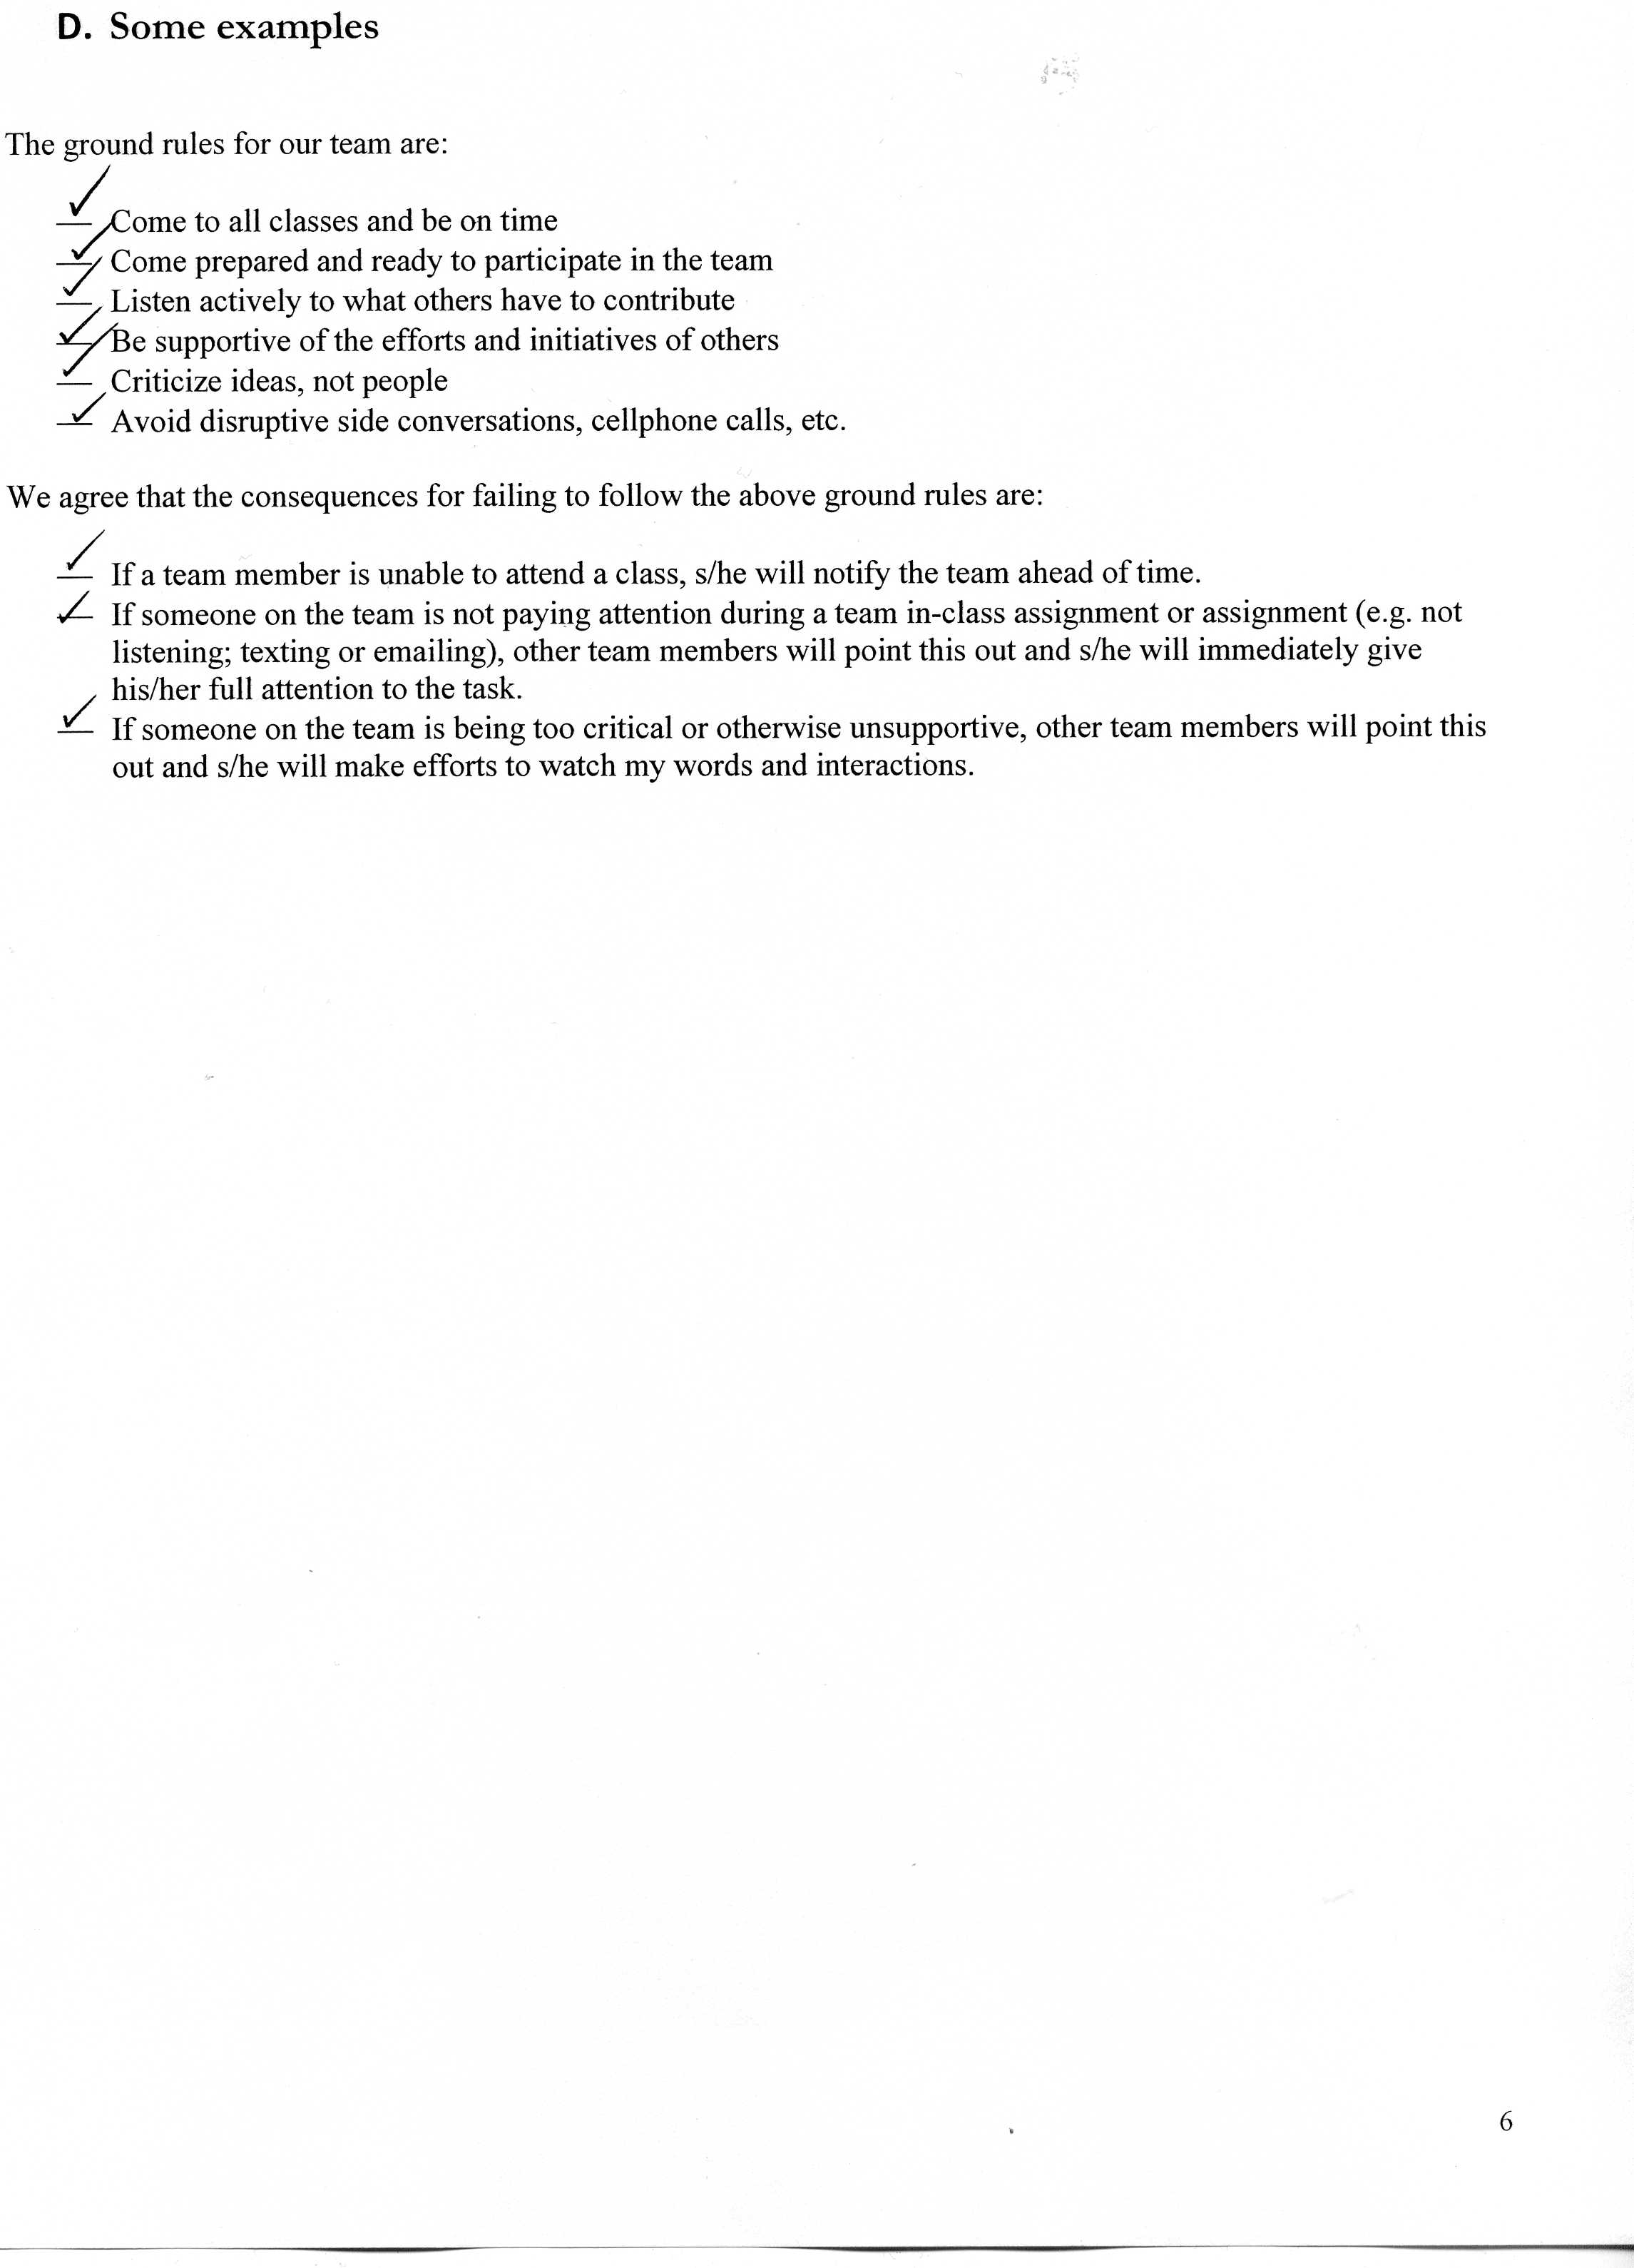 D. Some examples
The ground rules for our team are:
✓ Come to all classes and be on time
✓ Come prepared and ready to participate in the team
✓ Listen actively to what others have to contribute
✓ Be supportive of the efforts and initiatives of others
✓ Criticize ideas, not people
✓ Avoid disruptive side conversations, cellphone calls, etc.
We agree that the consequences for failing to follow the above ground rules are:
✓ If a team member is unable to attend a class, s/he will notify the team ahead of time.
✓ If someone on the team is not paying attention during a team in-class assignment or assignment (e.g. not
listening; texting or emailing), other team members will point this out and s/he will immediately give
his/her full attention to the task.
✓ If someone on the team is being too critical or otherwise unsupportive, other team members will point this
out and s/he will make efforts to watch my words and interactions.
6